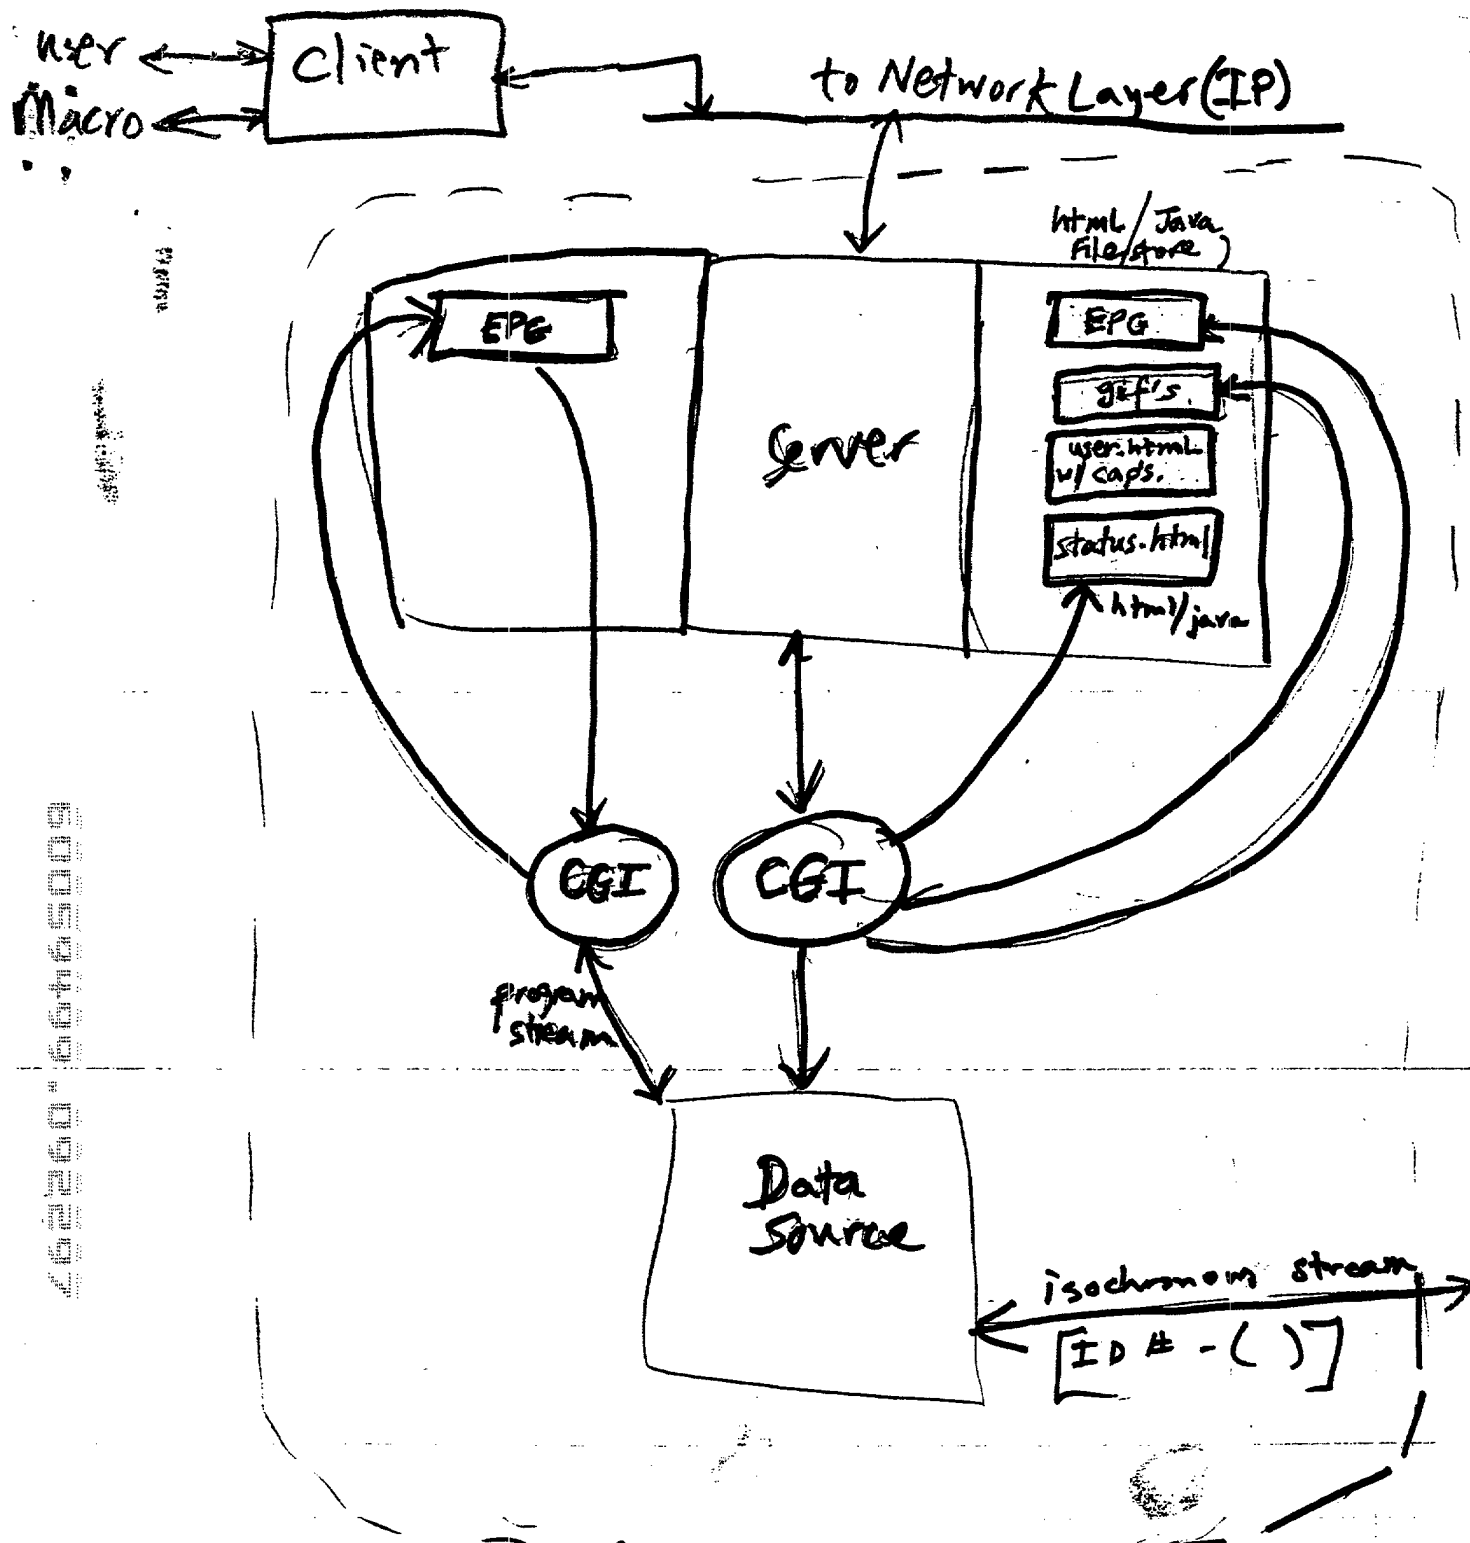 user
Client
to Network Layer (IP)
Macro
html / Java
File/store
EPG
EPG
gif's
Server
user.html
w/ caps.
status.html
html/java
CGI
CGI
program
stream
Data
Source
isochronom stream
[ID # - ( )]